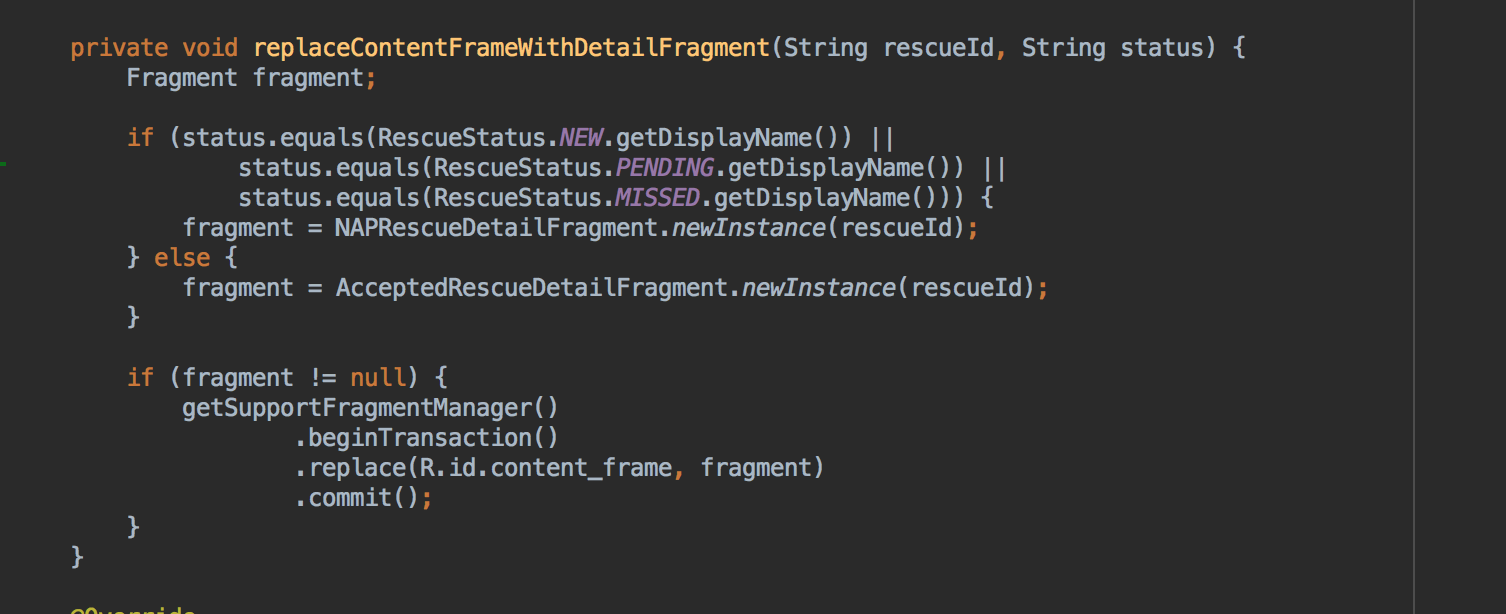 private void replaceContentFrameWithDetailFragment(String rescueId, String status) {
Fragment fragment;
if (status.equals(RescueStatus.NEW.getDisplayName()) ||
status.equals(RescueStatus.PENDING.getDisplayName()) ||
status.equals(RescueStatus.MISSED.getDisplayName())) {
fragment = NAPRescueDetailFragment.newInstance(rescueId);
} else {
fragment = AcceptedRescueDetailFragment.newInstance(rescueId);
}
if (fragment != null) {
getSupportFragmentManager()
.beginTransaction()
.replace(R.id.content_frame, fragment)
.commit();
}
}
@Override